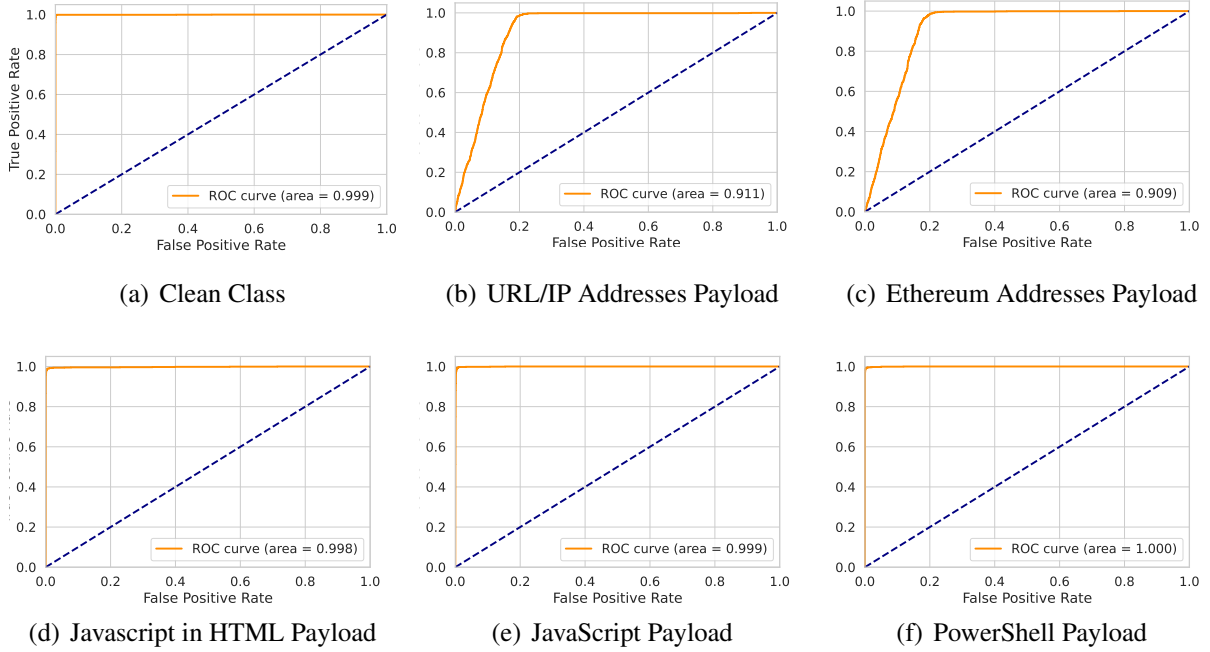 1.0
0.8
0.6
0.4
0.2
0.0
True Positive Rate
ROC curve (area = 0.999)
0.0 0.2 0.4 0.6 0.8 1.0
False Positive Rate
(a) Clean Class
1.0
0.8
0.6
0.4
0.2
0.0
ROC curve (area = 0.911)
0.0 0.2 0.4 0.6 0.8 1.0
False Positive Rate
(b) URL/IP Addresses Payload
1.0
0.8
0.6
0.4
0.2
0.0
ROC curve (area = 0.909)
0.0 0.2 0.4 0.6 0.8 1.0
False Positive Rate
(c) Ethereum Addresses Payload
1.0
0.8
0.6
0.4
0.2
0.0
ROC curve (area = 0.998)
0.0 0.2 0.4 0.6 0.8 1.0
False Positive Rate
(d) Javascript in HTML Payload
1.0
0.8
0.6
0.4
0.2
0.0
ROC curve (area = 0.999)
0.0 0.2 0.4 0.6 0.8 1.0
False Positive Rate
(e) JavaScript Payload
1.0
0.8
0.6
0.4
0.2
0.0
ROC curve (area = 1.000)
0.0 0.2 0.4 0.6 0.8 1.0
False Positive Rate
(f) PowerShell Payload